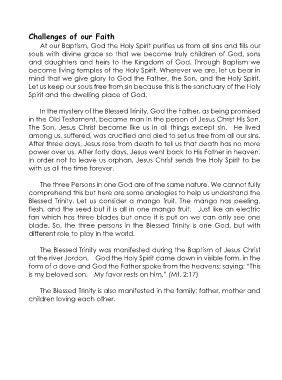 Challenges of our Faith
At our Baptism, God the Holy Spirit purifies us from all sins and fills our
souls with divine grace so that we become truly children of God, sons
and daughters and heirs to the Kingdom of God. Through Baptism we
become living temples of the Holy Spirit. Wherever we are, let us bear in
mind that we give glory to God the Father, the Son, and the Holy Spirit.
Let us keep our souls free from sin because this is the sanctuary of the Holy
Spirit and the dwelling place of God.
In the mystery of the Blessed Trinity, God the Father, as being promised
in the Old Testament, became man in the person of Jesus Christ His Son.
The Son, Jesus Christ became like us in all things except sin. He lived
among us, suffered, was crucified and died to set us free from all our sins.
After three days, Jesus rose from death to tell us that death has no more
power over us. After forty days, Jesus went back to His Father in heaven.
In order not to leave us orphan, Jesus Christ sends the Holy Spirit to be
with us all the time forever.
The three Persons in one God are of the same nature. We cannot fully
comprehend this but here are some analogies to help us understand the
Blessed Trinity. Let us consider a mango fruit. The mango has peeling,
flesh, and the seed but it is all in one mango fruit. Just like an electric
fan which has three blades but once it is put on we can only see one
blade. So, the three persons in the Blessed Trinity is one God, but with
different role to play in the world.
The Blessed Trinity was manifested during the Baptism of Jesus Christ
at the river Jordan. God the Holy Spirit came down in visible form, in the
form of a dove and God the Father spoke from the heavens; saying: "This
is my beloved son. My favor rests on him." (Mt. 2:17)
The Blessed Trinity is also manifested in the family; father, mother and
children loving each other.